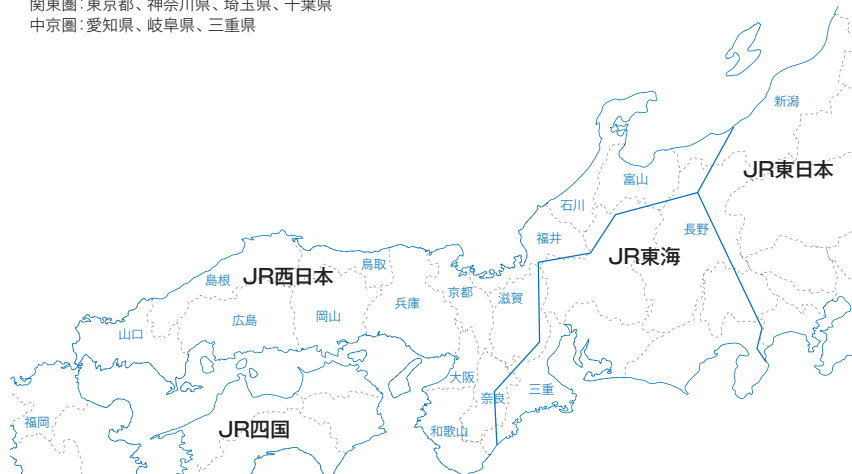 関東圏：東京都、神奈川県、埼玉県、千葉県
中京圏：愛知県、岐阜県、三重県
新潟
JR東日本
富山
石川
長野
福井
JR東海
鳥取
島根
JR西日本
京都
滋賀
兵庫
岡山
広島
山口
大阪
三重
奈良
福岡
JR四国
和歌山